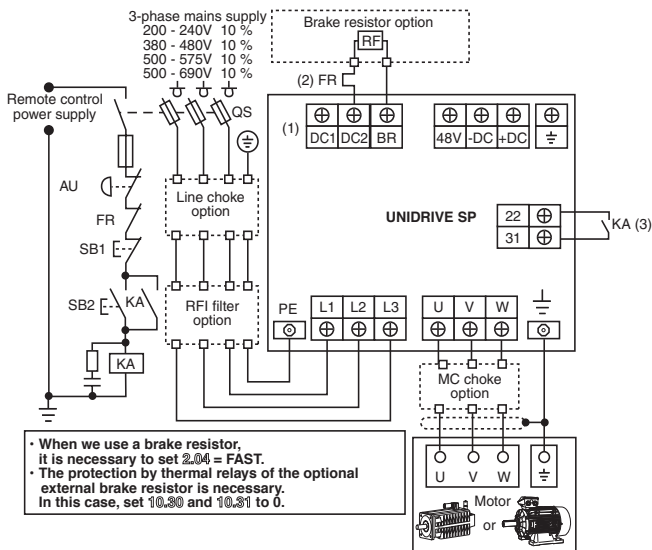 3-phase mains supply
200 - 240V 10 %
380 - 480V 10 %
500 - 575V 10 %
500 - 690V 10 %
Brake resistor option
RF
(2) FR
Remote control
power supply
QS
(1)
DC1 DC2 BR
48V -DC +DC
AU
Line choke
option
UNIDRIVE SP
22
31
KA (3)
FR
SB1
SB2
KA
RFI filter
option
PE
L1 L2 L3
U V W
KA
MC choke
option
· When we use a brake resistor,
it is necessary to set 2.04 = FAST.
· The protection by thermal relays of the optional
external brake resistor is necessary.
In this case, set 10.30 and 10.31 to 0.
U V W
Motor
or